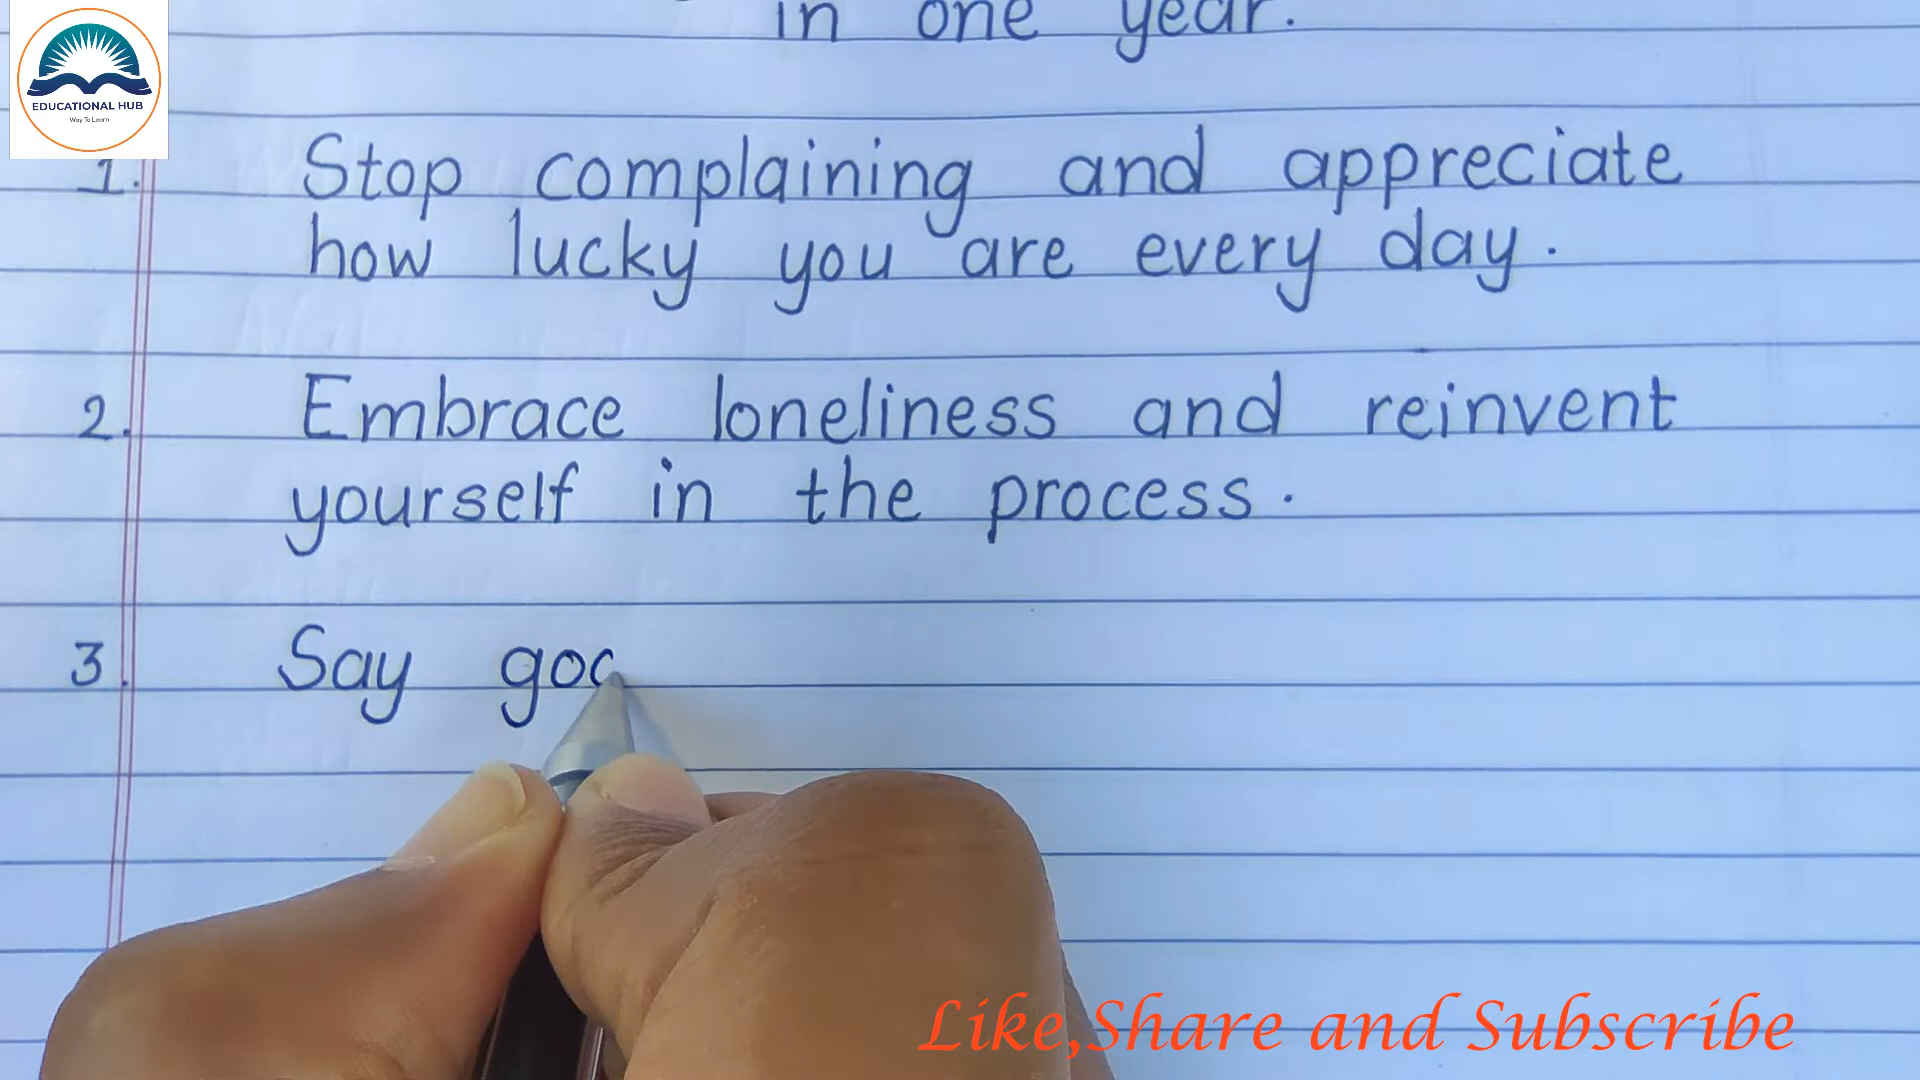 in one year.
EDUCATIONAL HUB
Way To Learn
1. Stop complaining and appreciate
how lucky you are every day.
2. Embrace loneliness and reinvent
yourself in the process.
3. Say
Like,Share and Subscribe